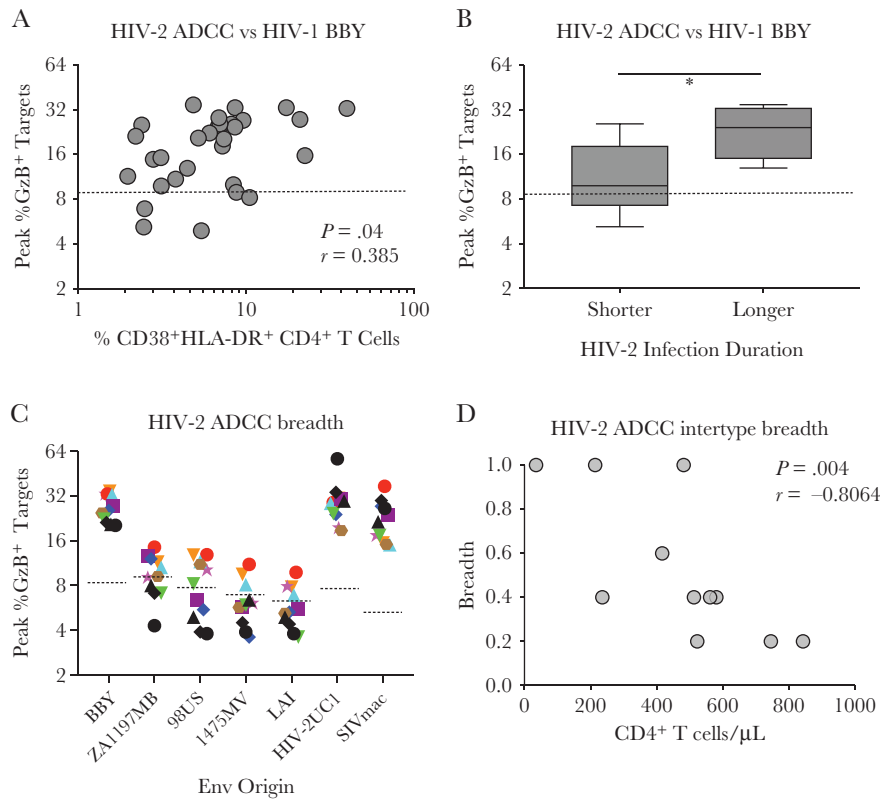 A
HIV-2 ADCC vs HIV-1 BBY
Peak %GzB⁺ Targets
64
32
16
8
4
2
P = .04
r = 0.385
1
10
100
% CD38⁺HLA-DR⁺ CD4⁺ T Cells
B
HIV-2 ADCC vs HIV-1 BBY
Peak %GzB⁺ Targets
64
32
16
8
4
2
*
Shorter
Longer
HIV-2 Infection Duration
C
HIV-2 ADCC breadth
Peak %GzB⁺ Targets
64
32
16
8
4
2
BBY
ZA1197MB
98US
1475MV
LAI
HIV-2UC1
SIVmac
Env Origin
D
HIV-2 ADCC intertype breadth
Breadth
1.0
0.8
0.6
0.4
0.2
0.0
P = .004
r = –0.8064
0
200
400
600
800
1000
CD4⁺ T cells/μL